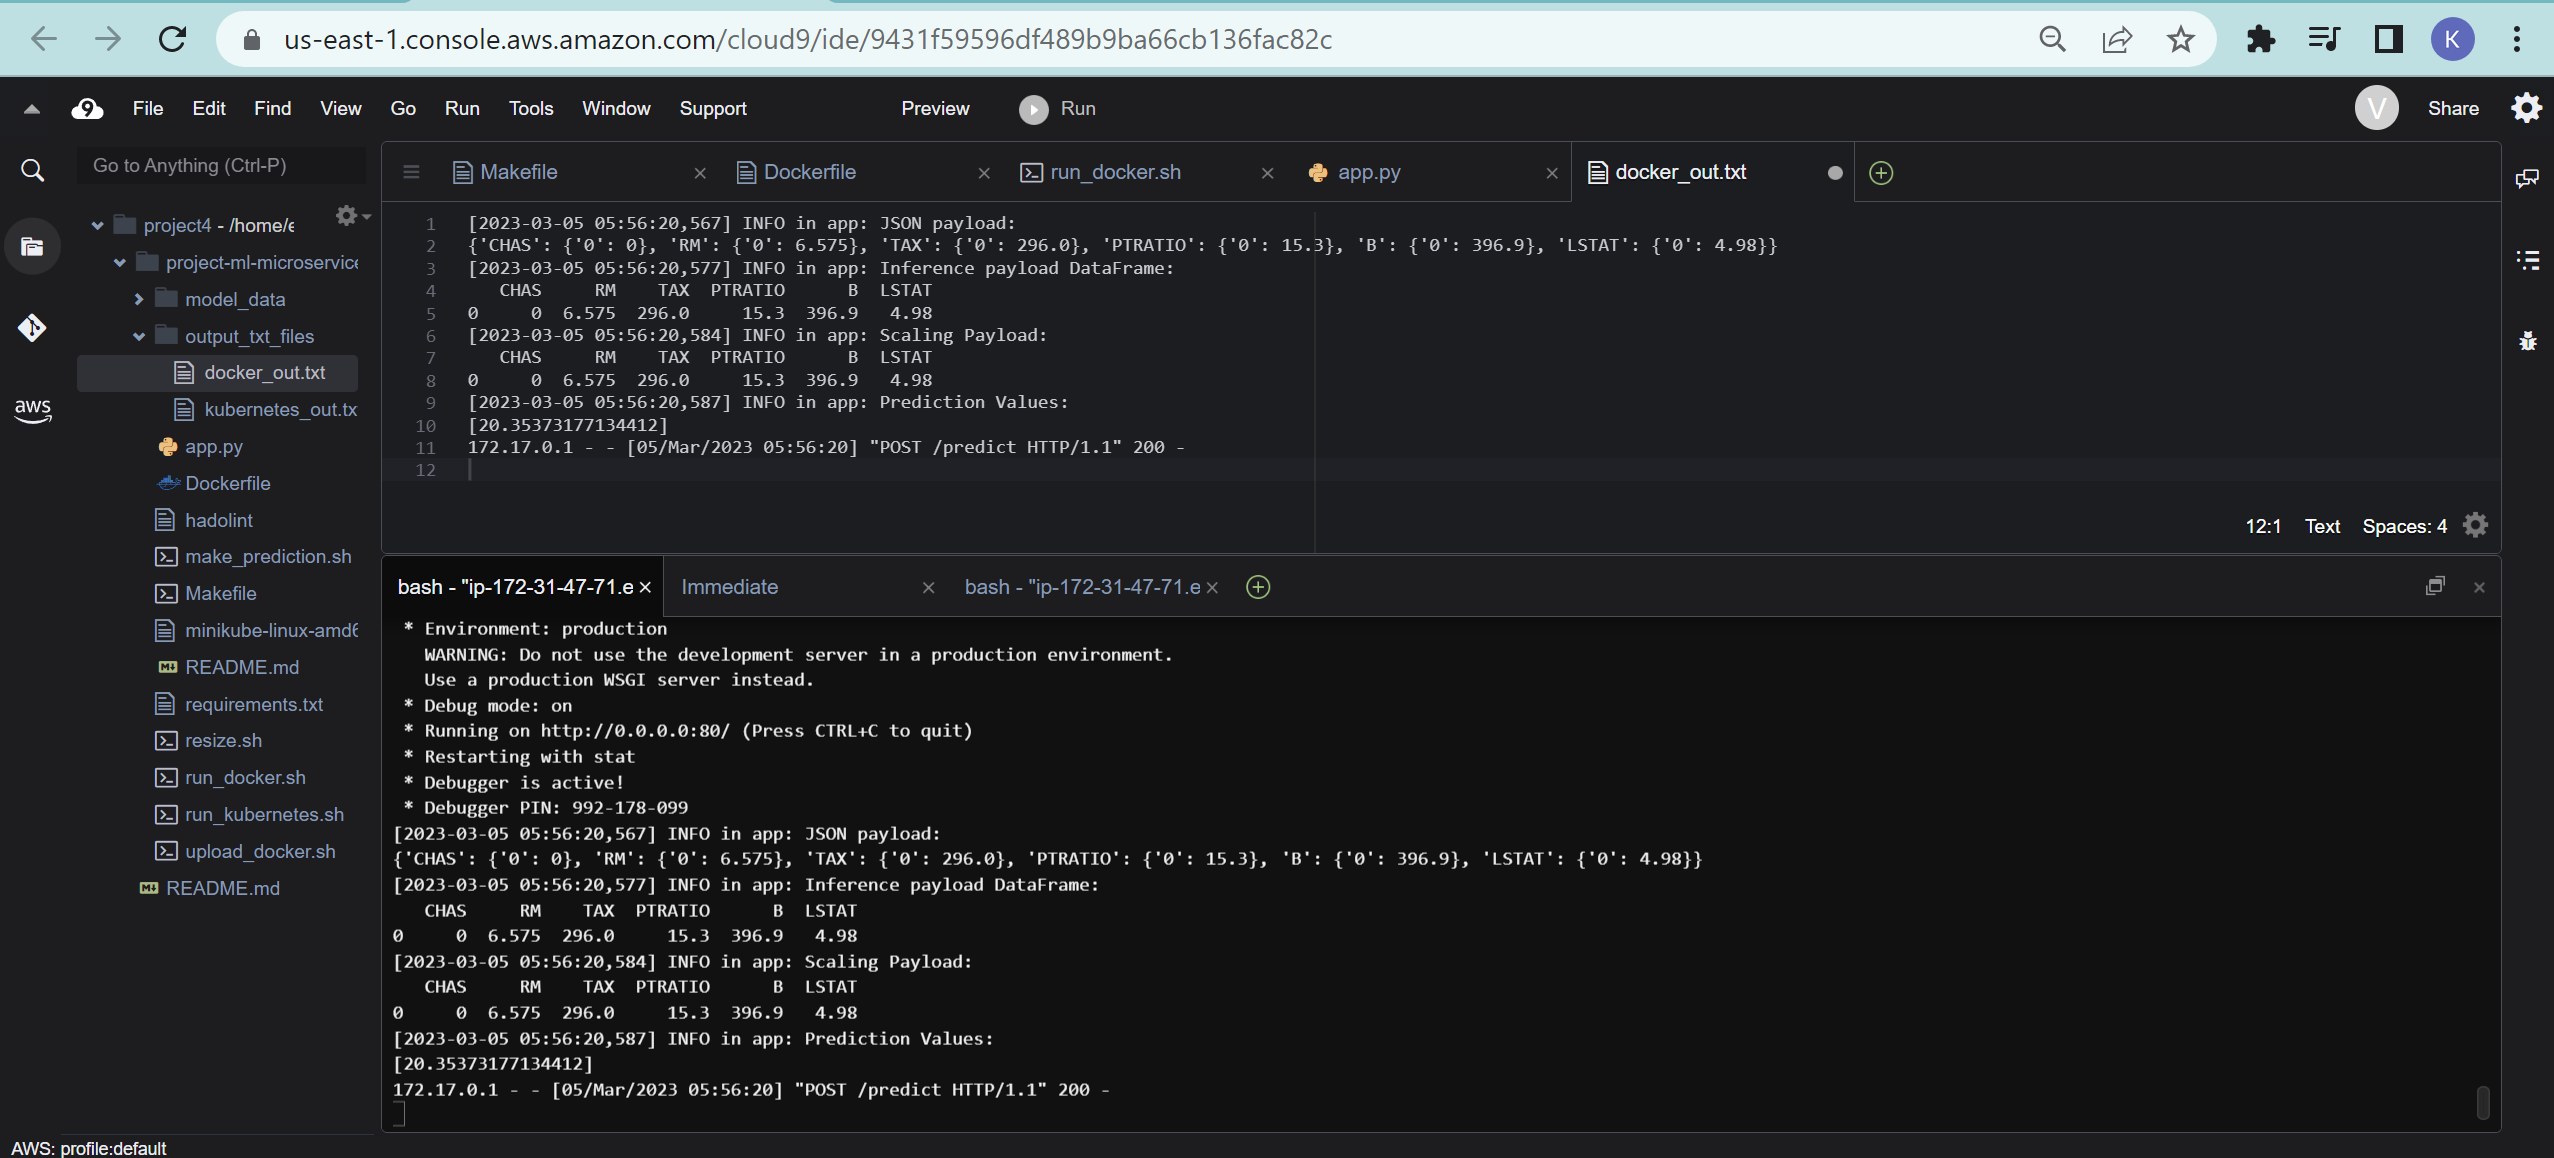 us-east-1.console.aws.amazon.com/cloud9/ide/9431f59596df489b9ba66cb136fac82c
K
9 File Edit Find View Go Run Tools Window Support Preview Run V Share
Go to Anything (Ctrl-P)
Makefile Dockerfile run_docker.sh app.py docker_out.txt
project4 - /home/e
project-ml-microservice
model_data
output_txt_files
docker_out.txt
kubernetes_out.tx
app.py
Dockerfile
hadolint
make_prediction.sh
Makefile
minikube-linux-amd6
README.md
requirements.txt
resize.sh
run_docker.sh
run_kubernetes.sh
upload_docker.sh
README.md
aws
AWS: profile:default
1 [2023-03-05 05:56:20,567] INFO in app: JSON payload:
2 {'CHAS': {'0': 0}, 'RM': {'0': 6.575}, 'TAX': {'0': 296.0}, 'PTRATIO': {'0': 15.3}, 'B': {'0': 396.9}, 'LSTAT': {'0': 4.98}}
3 [2023-03-05 05:56:20,577] INFO in app: Inference payload DataFrame:
4    CHAS     RM    TAX  PTRATIO      B  LSTAT
5 0     0  6.575  296.0     15.3  396.9   4.98
6 [2023-03-05 05:56:20,584] INFO in app: Scaling Payload:
7    CHAS     RM    TAX  PTRATIO      B  LSTAT
8 0     0  6.575  296.0     15.3  396.9   4.98
9 [2023-03-05 05:56:20,587] INFO in app: Prediction Values:
10 [20.35373177134412]
11 172.17.0.1 - - [05/Mar/2023 05:56:20] "POST /predict HTTP/1.1" 200 -
12
12:1 Text Spaces: 4
bash - "ip-172-31-47-71.e Immediate bash - "ip-172-31-47-71.e
* Environment: production
WARNING: Do not use the development server in a production environment.
Use a production WSGI server instead.
* Debug mode: on
* Running on http://0.0.0.0:80/ (Press CTRL+C to quit)
* Restarting with stat
* Debugger is active!
* Debugger PIN: 992-178-099
[2023-03-05 05:56:20,567] INFO in app: JSON payload:
{'CHAS': {'0': 0}, 'RM': {'0': 6.575}, 'TAX': {'0': 296.0}, 'PTRATIO': {'0': 15.3}, 'B': {'0': 396.9}, 'LSTAT': {'0': 4.98}}
[2023-03-05 05:56:20,577] INFO in app: Inference payload DataFrame:
   CHAS     RM    TAX  PTRATIO      B  LSTAT
0     0  6.575  296.0     15.3  396.9   4.98
[2023-03-05 05:56:20,584] INFO in app: Scaling Payload:
   CHAS     RM    TAX  PTRATIO      B  LSTAT
0     0  6.575  296.0     15.3  396.9   4.98
[2023-03-05 05:56:20,587] INFO in app: Prediction Values:
[20.35373177134412]
172.17.0.1 - - [05/Mar/2023 05:56:20] "POST /predict HTTP/1.1" 200 -